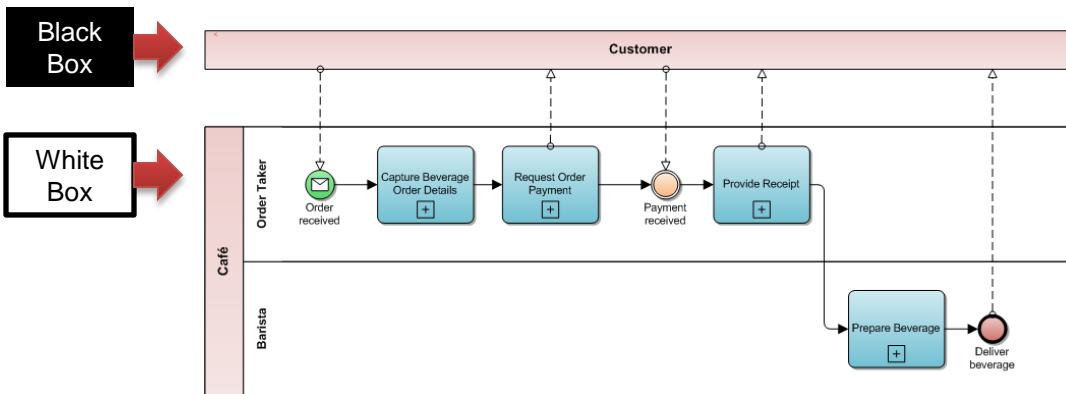 Black
Box
Customer
White
Box
Café
Order Taker
Order
received
Capture Beverage
Order Details
Request Order
Payment
Payment
received
Provide Receipt
Barista
Prepare Beverage
Deliver
beverage